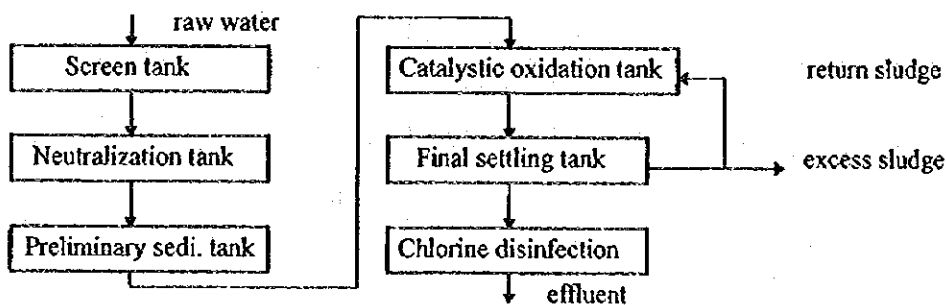 raw water
Screen tank
Neutralization tank
Preliminary sedi. tank
Catalystic oxidation tank
return sludge
Final settling tank
excess sludge
Chlorine disinfection
effluent